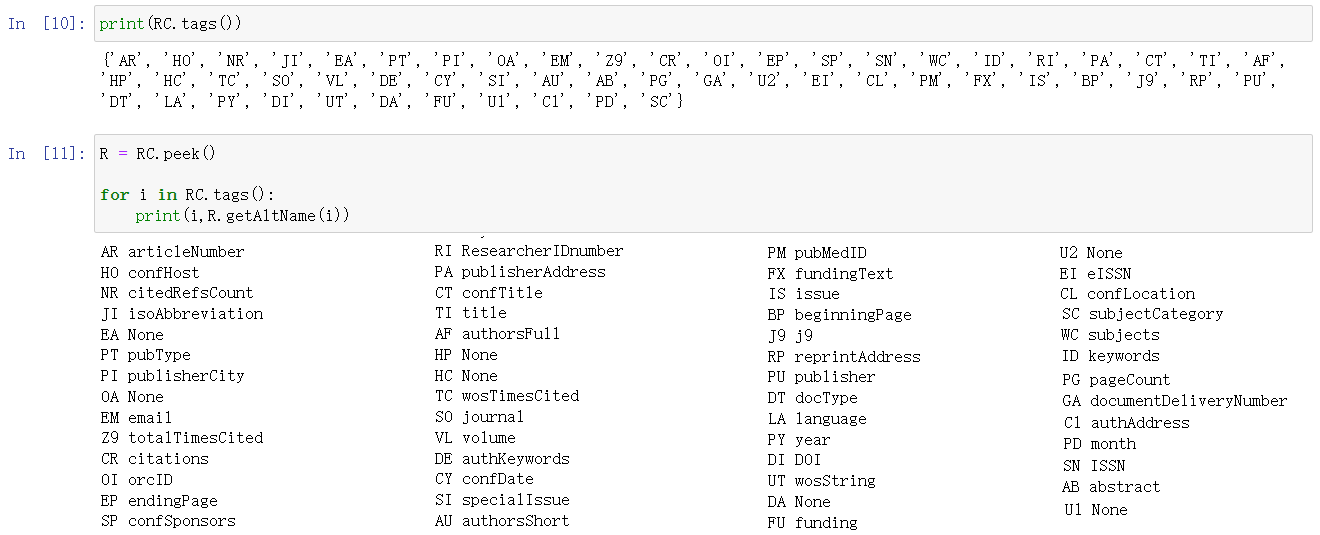 In [10]: print(RC.tags())
{'AR', 'HO', 'NR', 'JI', 'EA', 'PT', 'PI', 'OA', 'EM', 'Z9', 'CR', 'OI', 'EP', 'SP', 'SN', 'WC', 'ID', 'RI', 'PA', 'CT', 'TI', 'AF',
'HP', 'HC', 'TC', 'SO', 'VL', 'DE', 'CY', 'SI', 'AU', 'AB', 'PG', 'GA', 'U2', 'EI', 'CL', 'PM', 'FX', 'IS', 'BP', 'J9', 'RP', 'PU',
'DT', 'LA', 'PY', 'DI', 'UT', 'DA', 'FU', 'U1', 'C1', 'PD', 'SC'}
In [11]: R = RC.peek()
for i in RC.tags():
    print(i,R.getAltName(i))
AR articleNumber
HO confHost
NR citedRefsCount
JI isoAbbreviation
EA None
PT pubType
PI publisherCity
OA None
EM email
Z9 totalTimesCited
CR citations
OI orcID
EP endingPage
SP confSponsors
RI ResearcherIDnumber
PA publisherAddress
CT confTitle
TI title
AF authorsFull
HP None
HC None
TC wosTimesCited
SO journal
VL volume
DE authKeywords
CY confDate
SI specialIssue
AU authorsShort
PM pubMedID
FX fundingText
IS issue
BP beginningPage
J9 j9
RP reprintAddress
PU publisher
DT docType
LA language
PY year
DI DOI
UT wosString
DA None
FU funding
U2 None
EI eISSN
CL confLocation
SC subjectCategory
WC subjects
ID keywords
PG pageCount
GA documentDeliveryNumber
C1 authAddress
PD month
SN ISSN
AB abstract
U1 None